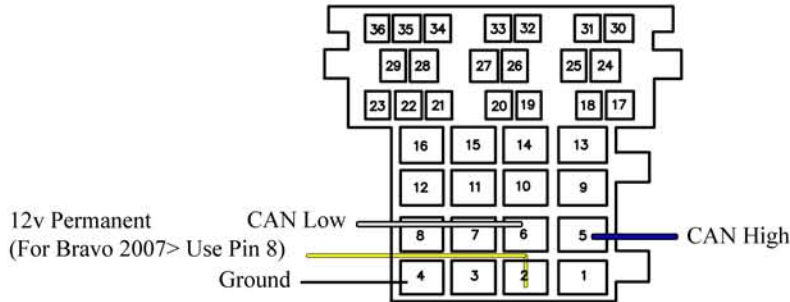 36 35 34 33 32 31 30
29 28 27 26 25 24
23 22 21 20 19 18 17
16 15 14 13
12 11 10 9
12v Permanent
(For Bravo 2007> Use Pin 8)
CAN Low
8 7 6 5
CAN High
Ground
4 3 2 1